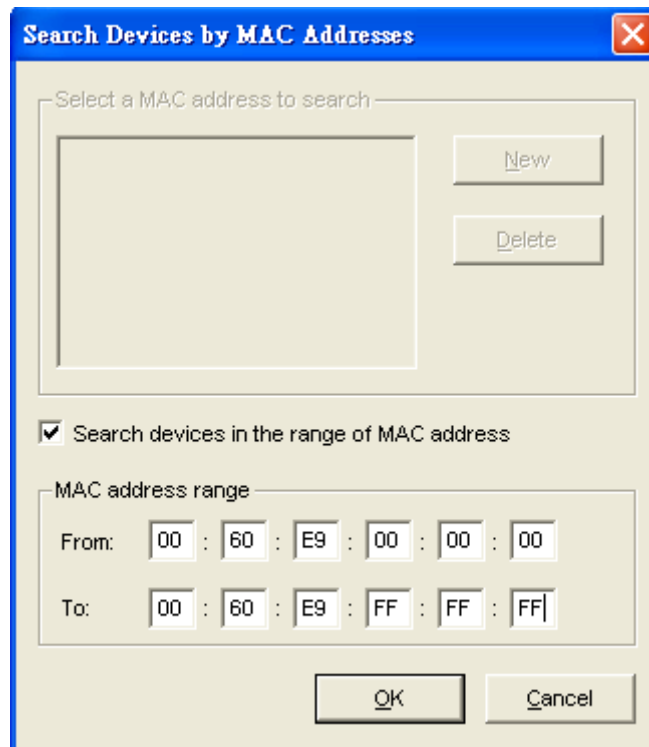 Search Devices by MAC Addresses
Select a MAC address to search
New
Delete
Search devices in the range of MAC address
MAC address range
From: 00 : 60 : E9 : 00 : 00 : 00
To: 00 : 60 : E9 : FF : FF : FF
OK Cancel